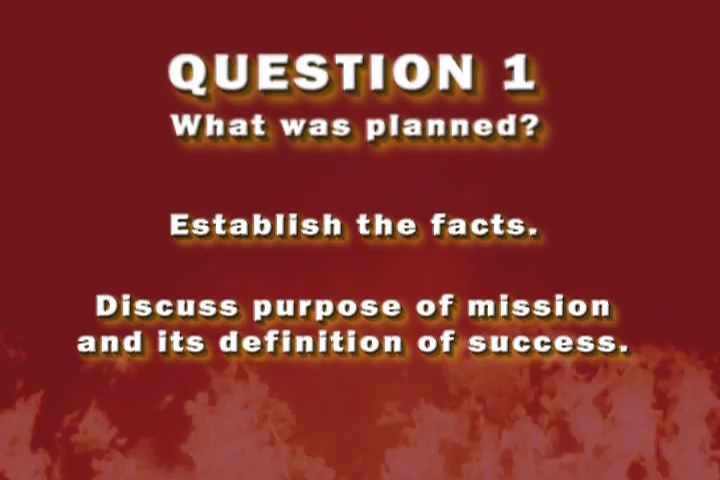 QUESTION 1
What was planned?
Establish the facts.
Discuss purpose of mission
and its definition of success.